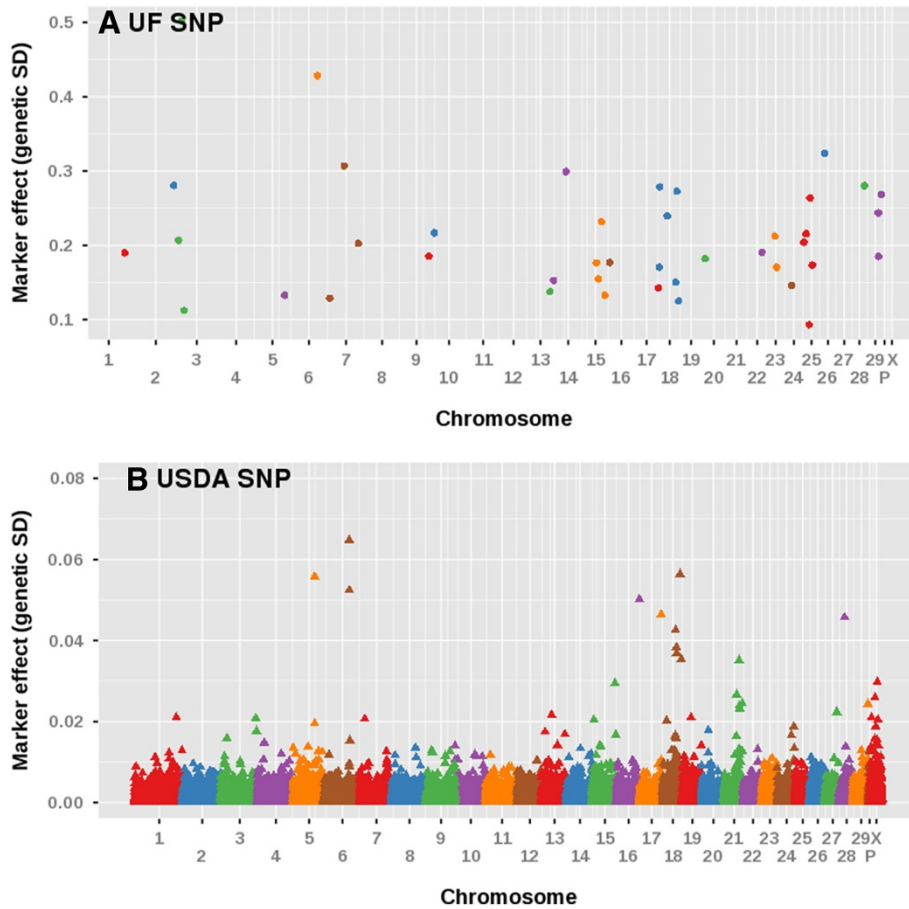 A UF SNP
Marker effect (genetic SD)
0.5
0.4
0.3
0.2
0.1
1 3 5 7 9 11 13 15 17 19 21 23 25 27 29 X
2 4 6 8 10 12 14 16 18 20 22 24 26 28 P
Chromosome
B USDA SNP
Marker effect (genetic SD)
0.08
0.06
0.04
0.02
0.00
1 3 5 7 9 11 13 15 17 19 21 23 25 27 29 X
2 4 6 8 10 12 14 16 18 20 22 24 26 28 P
Chromosome